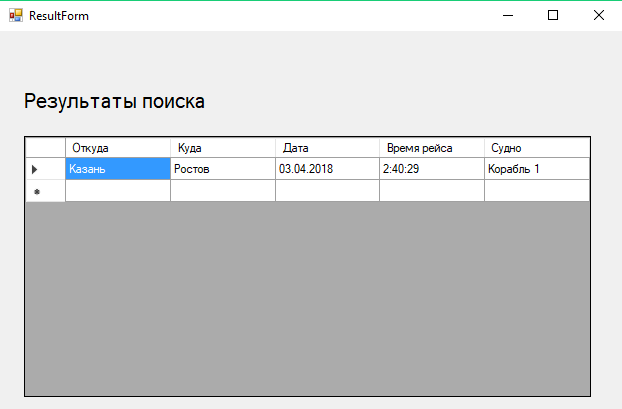 ResultForm
Результаты поиска
Откуда Куда Дата Время рейса Судно
Казань Ростов 03.04.2018 2:40:29 Корабль 1